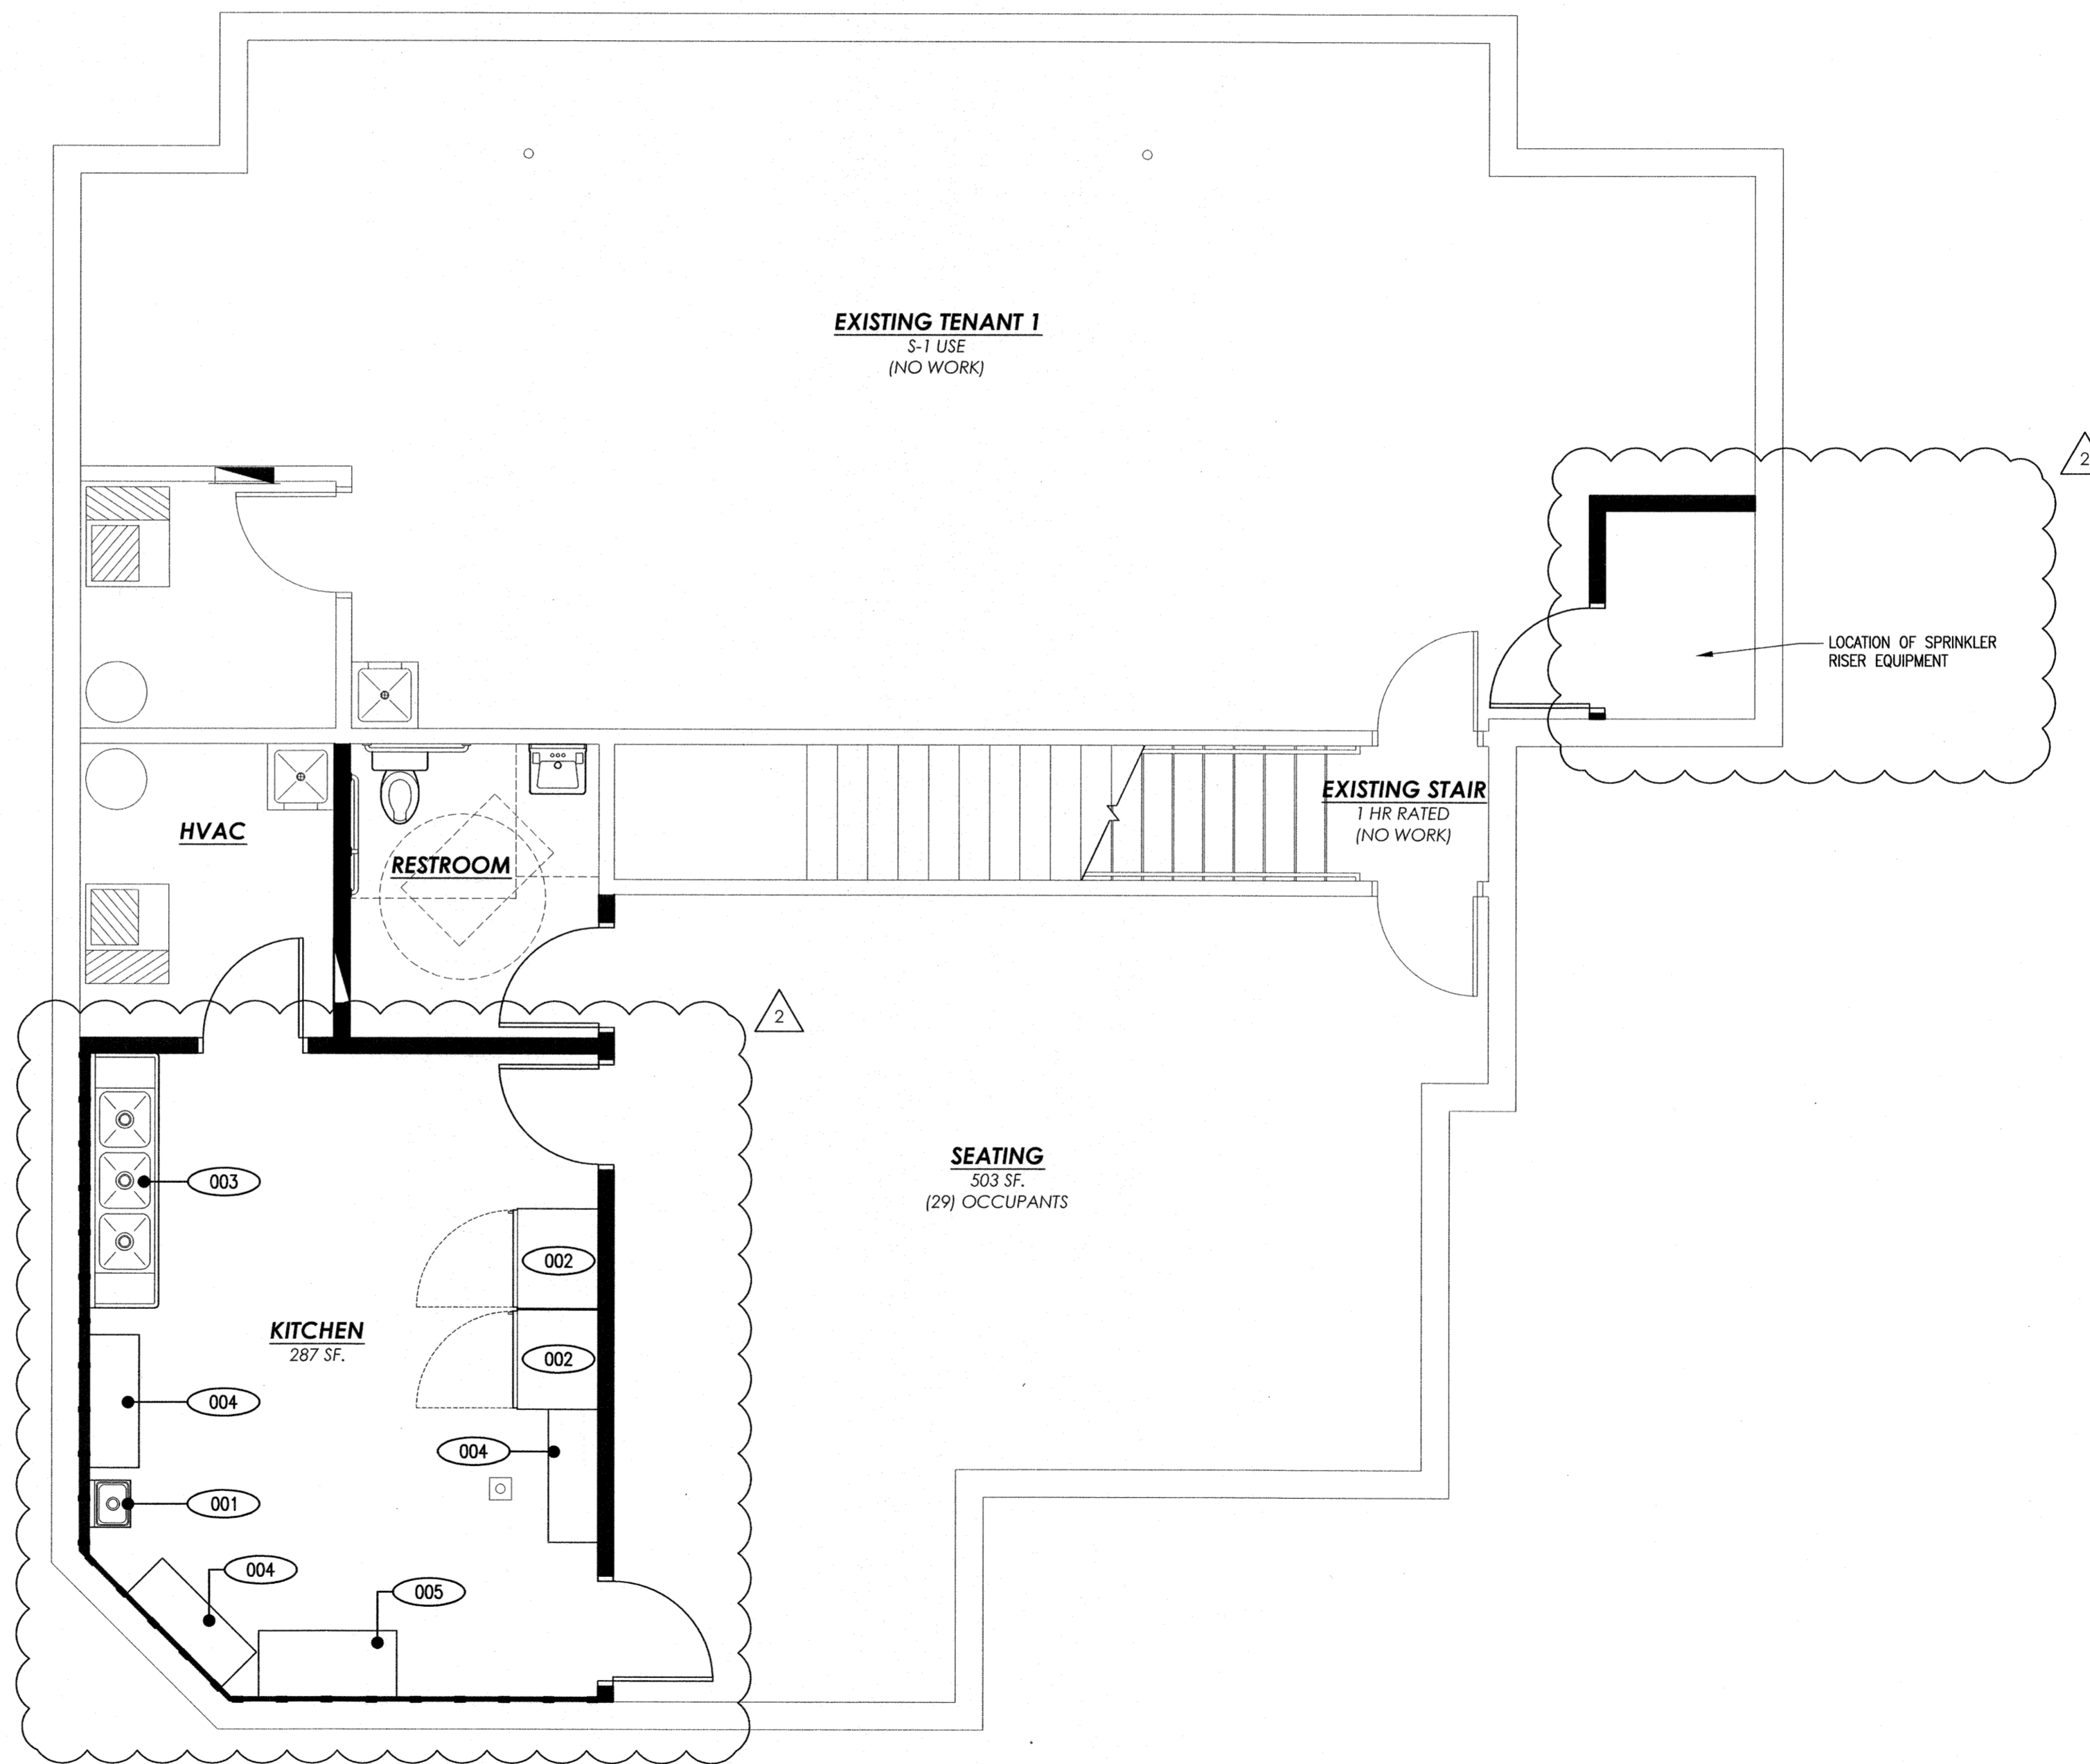 EXISTING TENANT 1
S-1 USE
(NO WORK)
2
LOCATION OF SPRINKLER
RISER EQUIPMENT
EXISTING STAIR
1 HR RATED
(NO WORK)
HVAC
RESTROOM
2
SEATING
503 SF.
(29) OCCUPANTS
003
002
KITCHEN
287 SF.
002
004
004
001
004
005